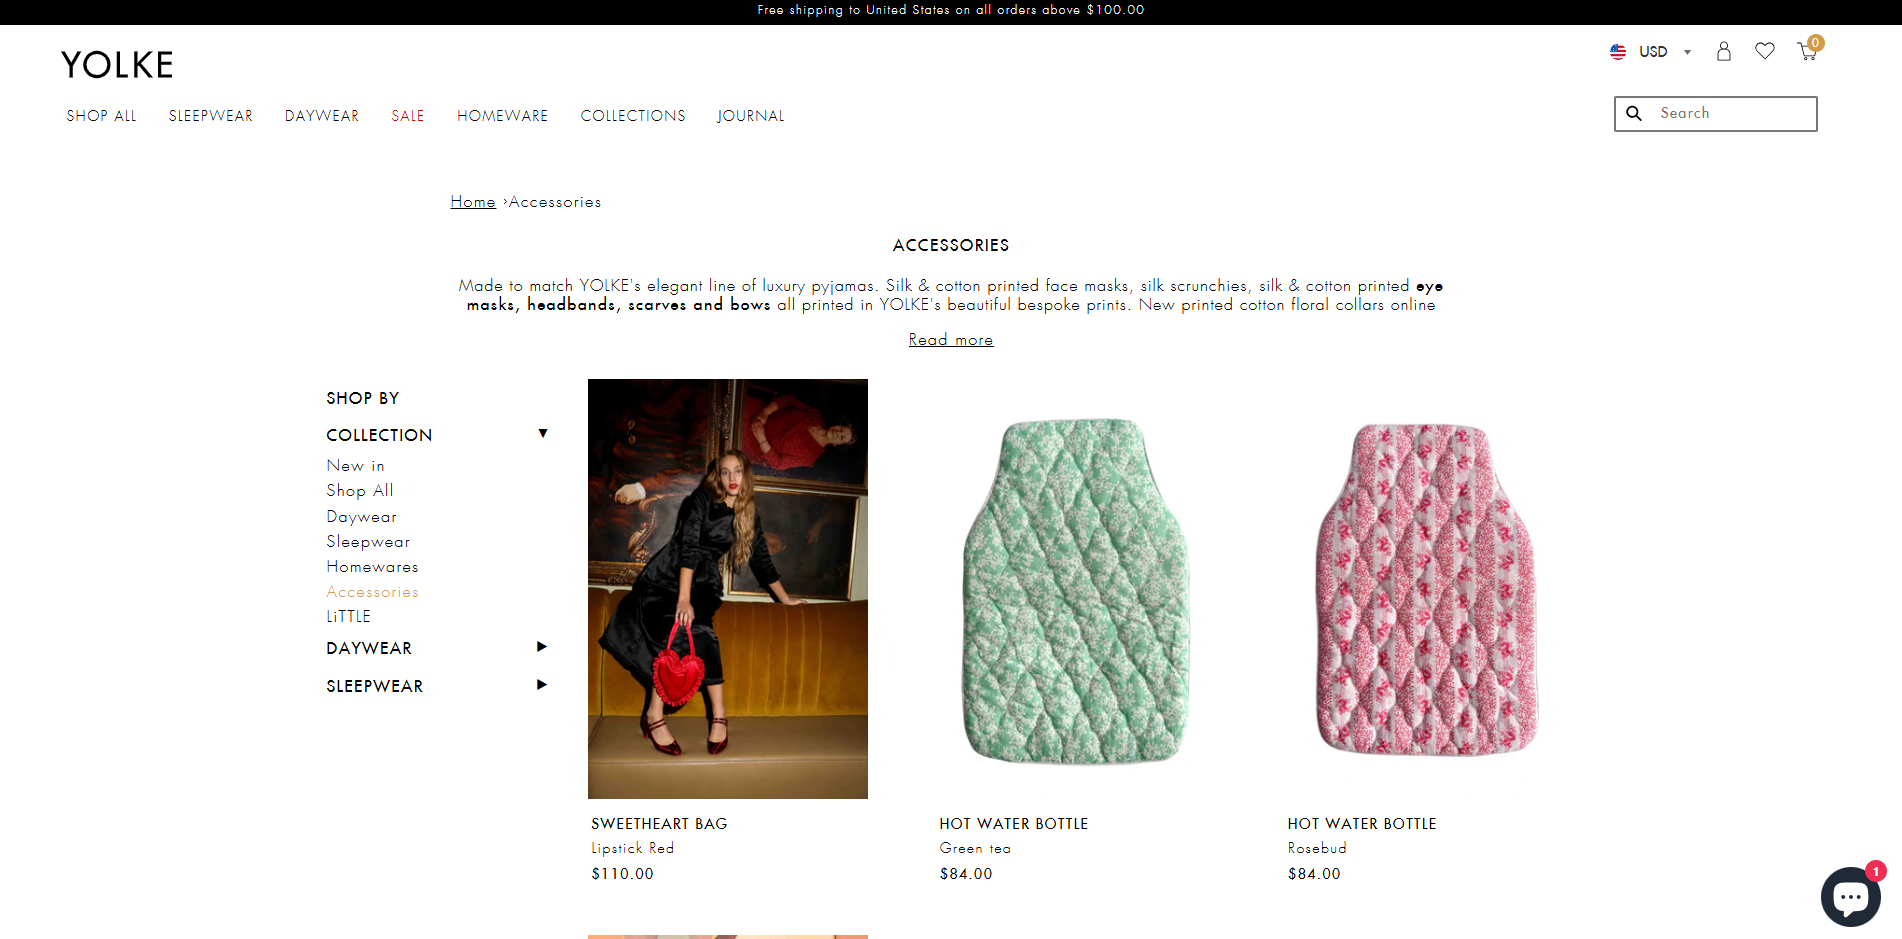 Free shipping to United States on all orders above $100.00
YOLKE
USD
0
SHOP ALL SLEEPWEAR DAYWEAR SALE HOMEWARE COLLECTIONS JOURNAL
Search
Home ›Accessories
ACCESSORIES
Made to match YOLKE's elegant line of luxury pyjamas. Silk & cotton printed face masks, silk scrunchies, silk & cotton printed eye
masks, headbands, scarves and bows all printed in YOLKE's beautiful bespoke prints. New printed cotton floral collars online
Read more
SHOP BY
COLLECTION
New in
Shop All
Daywear
Sleepwear
Homewares
Accessories
LiTTLE
DAYWEAR
SLEEPWEAR
SWEETHEART BAG
Lipstick Red
$110.00
HOT WATER BOTTLE
Green tea
$84.00
HOT WATER BOTTLE
Rosebud
$84.00
1